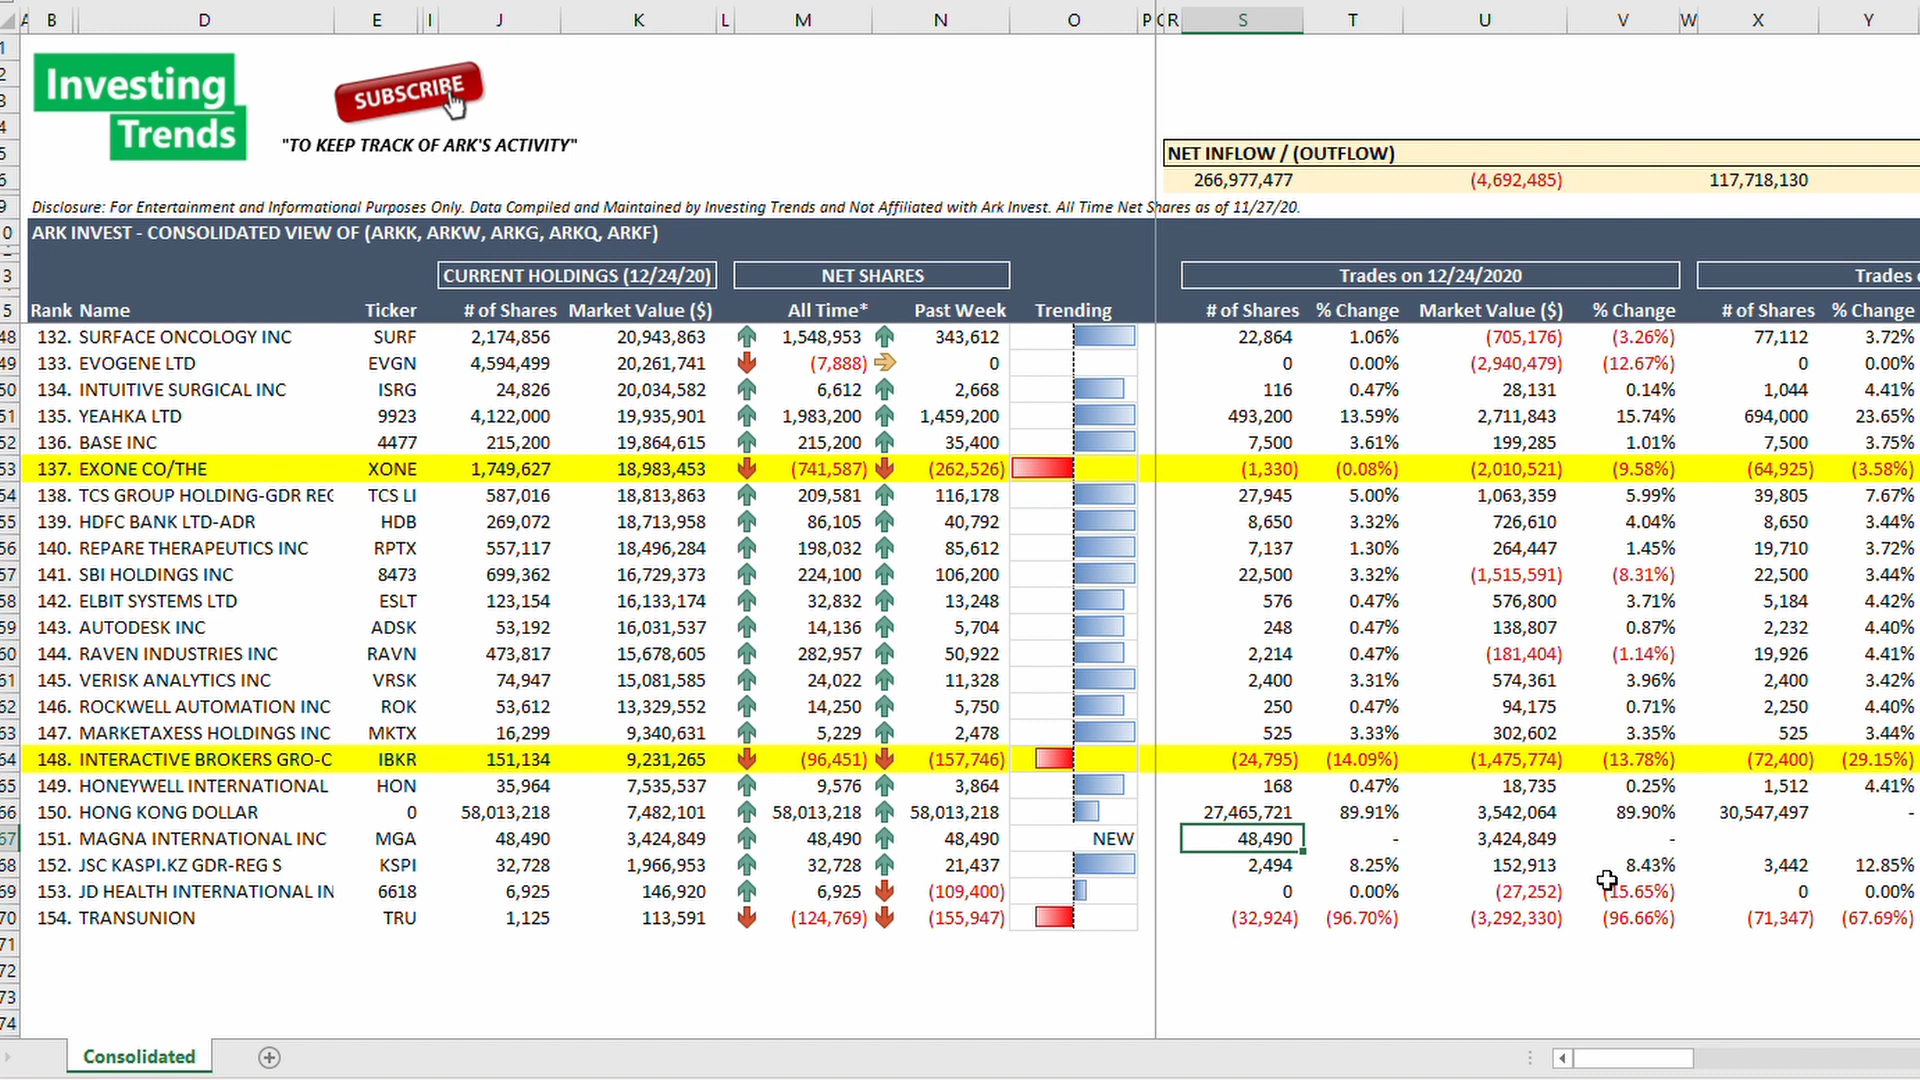 A B D E I J K L M N O P Q R S T U V W X Y
Investing
Trends
SUBSCRIBE
"TO KEEP TRACK OF ARK'S ACTIVITY"
NET INFLOW / (OUTFLOW)
266,977,477 (4,692,485) 117,718,130
Disclosure: For Entertainment and Informational Purposes Only. Data Compiled and Maintained by Investing Trends and Not Affiliated with Ark Invest. All Time Net Shares as of 11/27/20.
ARK INVEST - CONSOLIDATED VIEW OF (ARKK, ARKW, ARKG, ARKQ, ARKF)
CURRENT HOLDINGS (12/24/20) NET SHARES Trades on 12/24/2020 Trades
Rank Name Ticker # of Shares Market Value ($) All Time* Past Week Trending # of Shares % Change Market Value ($) % Change # of Shares % Change
48 132. SURFACE ONCOLOGY INC SURF 2,174,856 20,943,863 1,548,953 343,612 22,864 1.06% (705,176) (3.26%) 77,112 3.72%
49 133. EVOGENE LTD EVGN 4,594,499 20,261,741 (7,888) 0 0 0.00% (2,940,479) (12.67%) 0 0.00%
50 134. INTUITIVE SURGICAL INC ISRG 24,826 20,034,582 6,612 2,668 116 0.47% 28,131 0.14% 1,044 4.41%
51 135. YEAHKA LTD 9923 4,122,000 19,935,901 1,983,200 1,459,200 493,200 13.59% 2,711,843 15.74% 694,000 23.65%
52 136. BASE INC 4477 215,200 19,864,615 215,200 35,400 7,500 3.61% 199,285 1.01% 7,500 3.75%
53 137. EXONE CO/THE XONE 1,749,627 18,983,453 (741,587) (262,526) (1,330) (0.08%) (2,010,521) (9.58%) (64,925) (3.58%)
54 138. TCS GROUP HOLDING-GDR REG TCS LI 587,016 18,813,863 209,581 116,178 27,945 5.00% 1,063,359 5.99% 39,805 7.67%
55 139. HDFC BANK LTD-ADR HDB 269,072 18,713,958 86,105 40,792 8,650 3.32% 726,610 4.04% 8,650 3.44%
56 140. REPARE THERAPEUTICS INC RPTX 557,117 18,496,284 198,032 85,612 7,137 1.30% 264,447 1.45% 19,710 3.72%
57 141. SBI HOLDINGS INC 8473 699,362 16,729,373 224,100 106,200 22,500 3.32% (1,515,591) (8.31%) 22,500 3.44%
58 142. ELBIT SYSTEMS LTD ESLT 123,154 16,133,174 32,832 13,248 576 0.47% 576,800 3.71% 5,184 4.42%
59 143. AUTODESK INC ADSK 53,192 16,031,537 14,136 5,704 248 0.47% 138,807 0.87% 2,232 4.40%
60 144. RAVEN INDUSTRIES INC RAVN 473,817 15,678,605 282,957 50,922 2,214 0.47% (181,404) (1.14%) 19,926 4.41%
61 145. VERISK ANALYTICS INC VRSK 74,947 15,081,585 24,022 11,328 2,400 3.31% 574,361 3.96% 2,400 3.42%
62 146. ROCKWELL AUTOMATION INC ROK 53,612 13,329,552 14,250 5,750 250 0.47% 94,175 0.71% 2,250 4.40%
63 147. MARKETAXESS HOLDINGS INC MKTX 16,299 9,340,631 5,229 2,478 525 3.33% 302,602 3.35% 525 3.44%
64 148. INTERACTIVE BROKERS GRO-C IBKR 151,134 9,231,265 (96,451) (157,746) (24,795) (14.09%) (1,475,774) (13.78%) (72,400) (29.15%)
65 149. HONEYWELL INTERNATIONAL HON 35,964 7,535,537 9,576 3,864 168 0.47% 18,735 0.25% 1,512 4.41%
66 150. HONG KONG DOLLAR 0 58,013,218 7,482,101 58,013,218 58,013,218 27,465,721 89.91% 3,542,064 89.90% 30,547,497 -
67 151. MAGNA INTERNATIONAL INC MGA 48,490 3,424,849 48,490 48,490 NEW 48,490 - 3,424,849 -
68 152. JSC KASPI.KZ GDR-REG S KSPI 32,728 1,966,953 32,728 21,437 2,494 8.25% 152,913 8.43% 3,442 12.85%
69 153. JD HEALTH INTERNATIONAL IN 6618 6,925 146,920 6,925 (109,400) 0 0.00% (27,252) (15.65%) 0 0.00%
70 154. TRANSUNION TRU 1,125 113,591 (124,769) (155,947) (32,924) (96.70%) (3,292,330) (96.66%) (71,347) (67.69%)
71
72
73
74
Consolidated